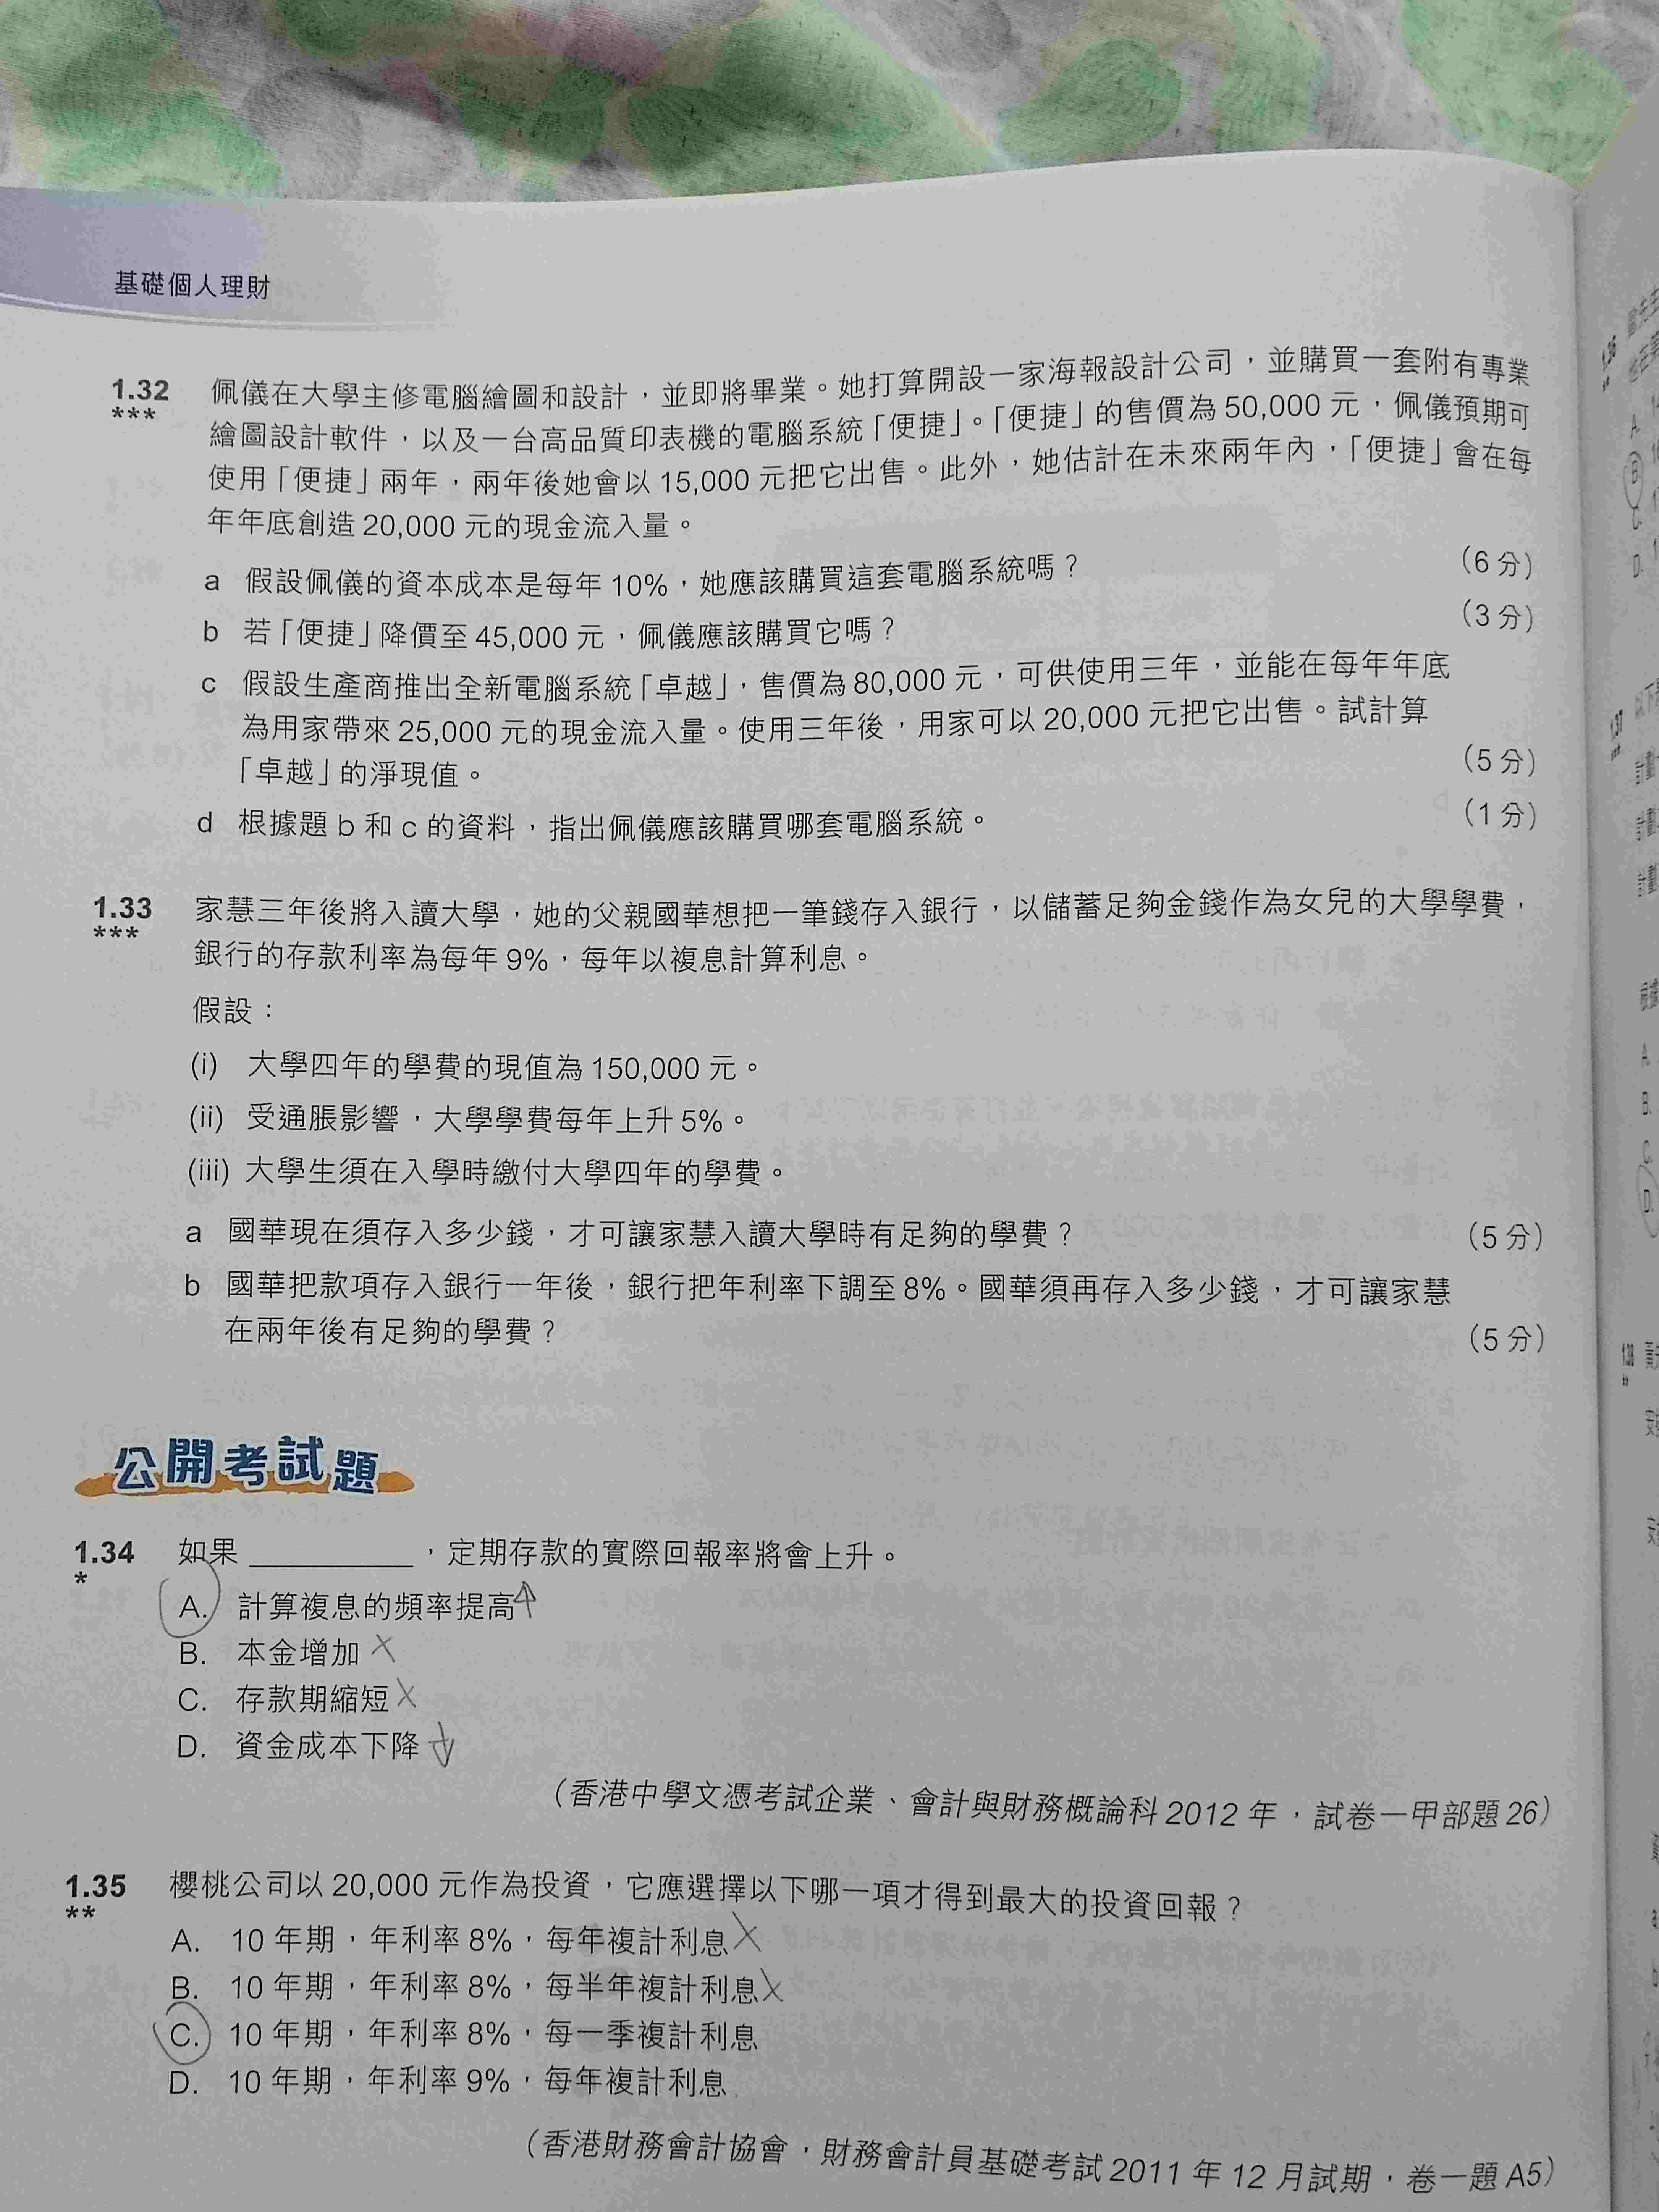 基礎個人理財
1.32 佩儀在大學主修電腦繪圖和設計，並即將畢業。她打算開設一家海報設計公司，並購買一套附有專業
***
繪圖設計軟件，以及一台高品質印表機的電腦系統「便捷」。「便捷」的售價為 50,000 元，佩儀預期可
使用「便捷」兩年，兩年後她會以 15,000 元把它出售。此外，她估計在未來兩年內，「便捷」會在每
年年底創造 20,000 元的現金流入量。
a 假設佩儀的資本成本是每年 10%，她應該購買這套電腦系統嗎？ （6 分）
b 若「便捷」降價至 45,000 元，佩儀應該購買它嗎？ （3 分）
c 假設生產商推出全新電腦系統「卓越」，售價為 80,000 元，可供使用三年，並能在每年年底
為用家帶來 25,000 元的現金流入量。使用三年後，用家可以 20,000 元把它出售。試計算
「卓越」的淨現值。 （5 分）
d 根據題 b 和 c 的資料，指出佩儀應該購買哪套電腦系統。 （1 分）
1.33 家慧三年後將入讀大學，她的父親國華想把一筆錢存入銀行，以儲蓄足夠金錢作為女兒的大學學費，
***
銀行的存款利率為每年 9%，每年以複息計算利息。
假設：
(i) 大學四年的學費的現值為 150,000 元。
(ii) 受通脹影響，大學學費每年上升 5%。
(iii) 大學生須在入學時繳付大學四年的學費。
a 國華現在須存入多少錢，才可讓家慧入讀大學時有足夠的學費？ （5 分）
b 國華把款項存入銀行一年後，銀行把年利率下調至 8%。國華須再存入多少錢，才可讓家慧
在兩年後有足夠的學費？ （5 分）
公開考試題
1.34 如果 __________，定期存款的實際回報率將會上升。
*
A. 計算複息的頻率提高
B. 本金增加
C. 存款期縮短
D. 資金成本下降
（香港中學文憑考試企業、會計與財務概論科 2012 年，試卷一甲部題 26）
1.35 櫻桃公司以 20,000 元作為投資，它應選擇以下哪一項才得到最大的投資回報？
**
A. 10 年期，年利率 8%，每年複計利息
B. 10 年期，年利率 8%，每半年複計利息
C. 10 年期，年利率 8%，每一季複計利息
D. 10 年期，年利率 9%，每年複計利息
（香港財務會計協會，財務會計員基礎考試 2011 年 12 月試期，卷一題 A5）